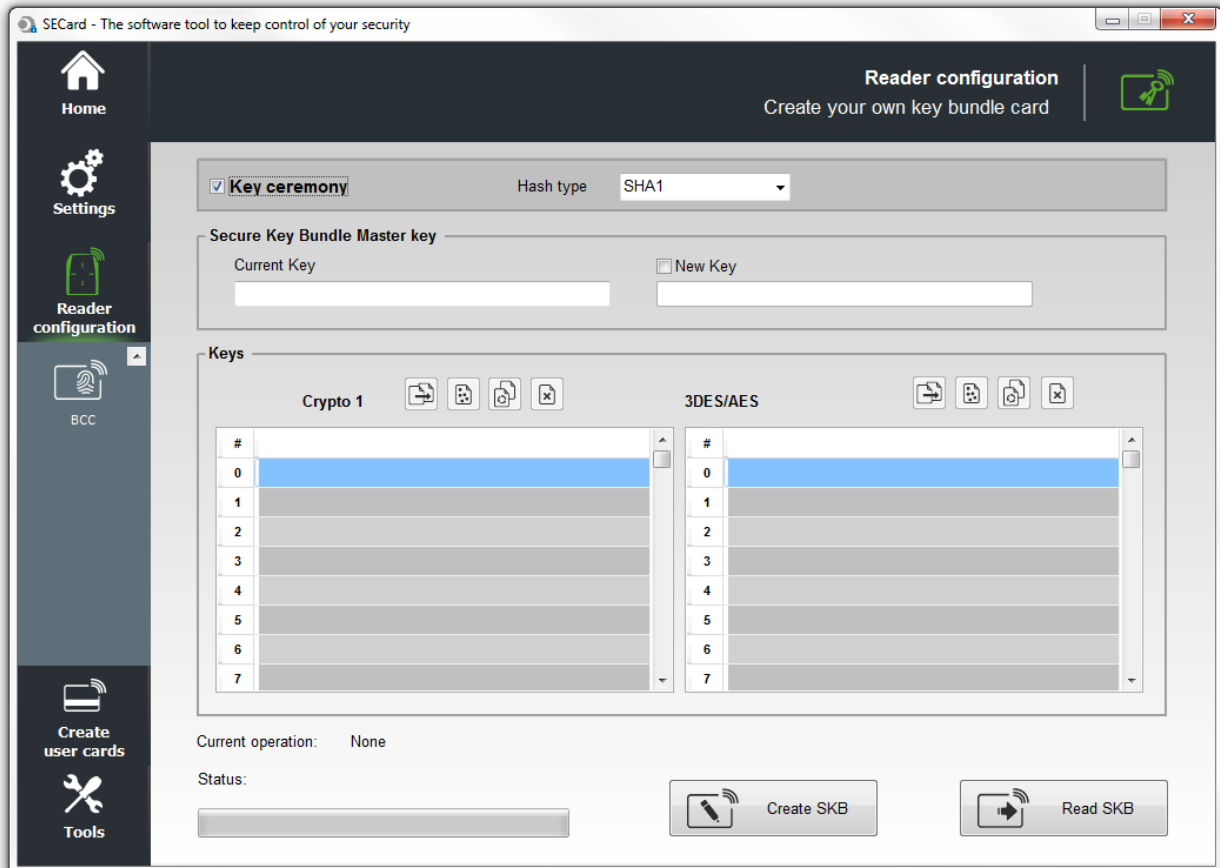 SECard - The software tool to keep control of your security
Home
Reader configuration
Create your own key bundle card
Settings
Key ceremony
Hash type
SHA1
Secure Key Bundle Master key
Current Key
New Key
Reader
configuration
BCC
Keys
Crypto 1
3DES/AES
#
0
1
2
3
4
5
6
7
#
0
1
2
3
4
5
6
7
Create
user cards
Tools
Current operation: None
Status:
Create SKB
Read SKB